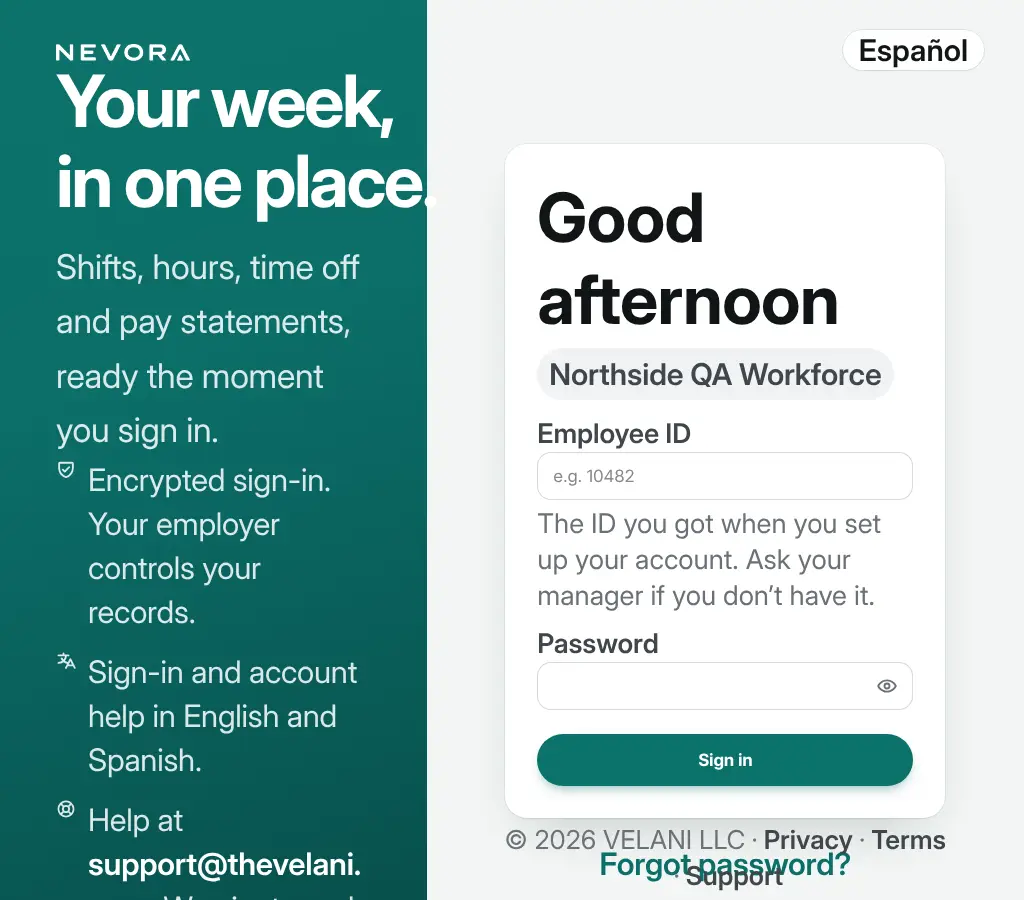 NEVORA
Your week,
in one place.
Shifts, hours, time off
and pay statements,
ready the moment
you sign in.
Encrypted sign-in.
Your employer
controls your
records.
Sign-in and account
help in English and
Spanish.
Help at
support@thevelani.
Español
Good
afternoon
Northside QA Workforce
Employee ID
e.g. 10482
The ID you got when you set
up your account. Ask your
manager if you don’t have it.
Password
Sign in
© 2026 VELANI LLC · Privacy · Terms
Forgot password?
· Support